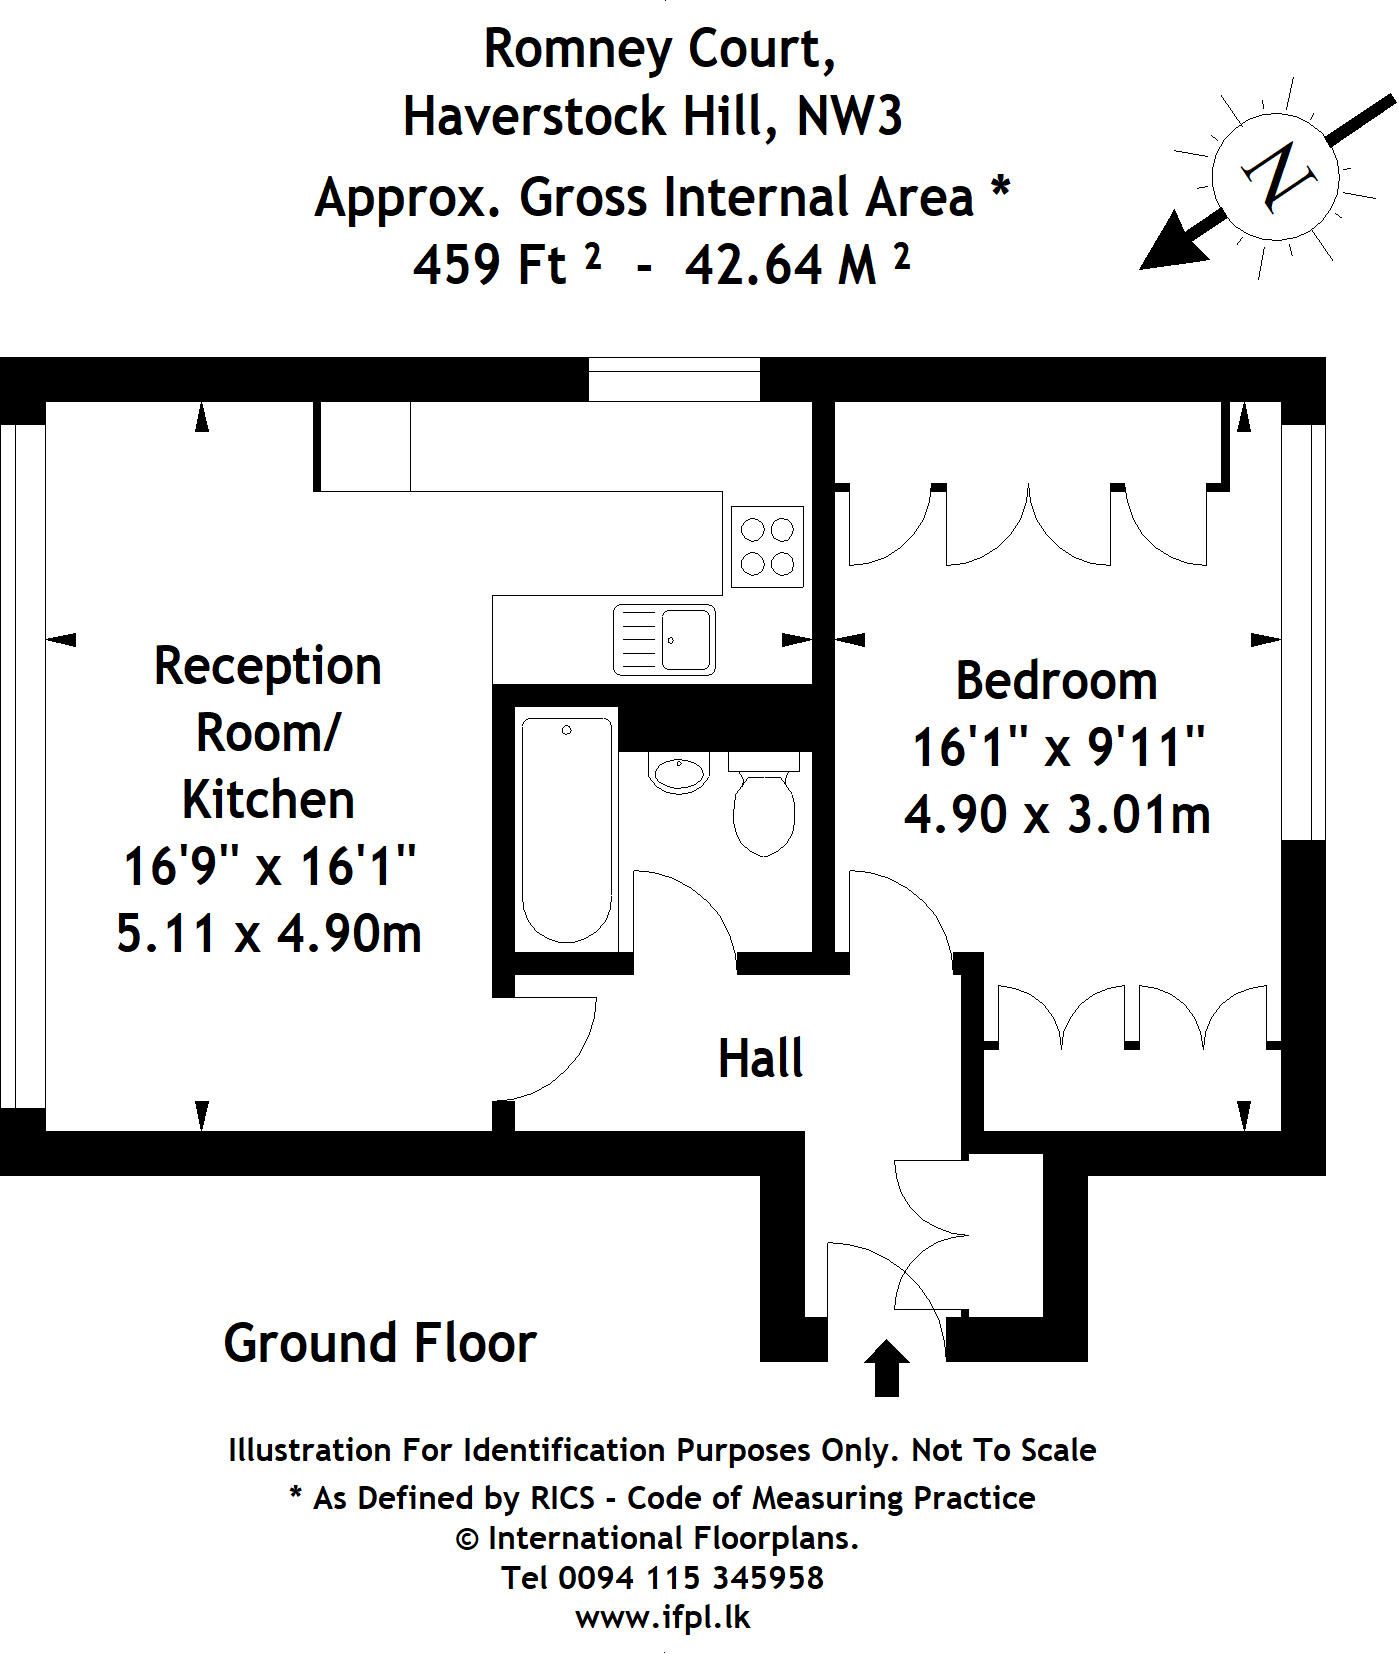 Romney Court,
Haverstock Hill, NW3
Approx. Gross Internal Area *
459 Ft ² - 42.64 M ²
N
Reception
Room/
Kitchen
16'9" x 16'1"
5.11 x 4.90m
Bedroom
16'1" x 9'11"
4.90 x 3.01m
Hall
Ground Floor
Illustration For Identification Purposes Only. Not To Scale
* As Defined by RICS - Code of Measuring Practice
© International Floorplans.
Tel 0094 115 345958
www.ifpl.lk